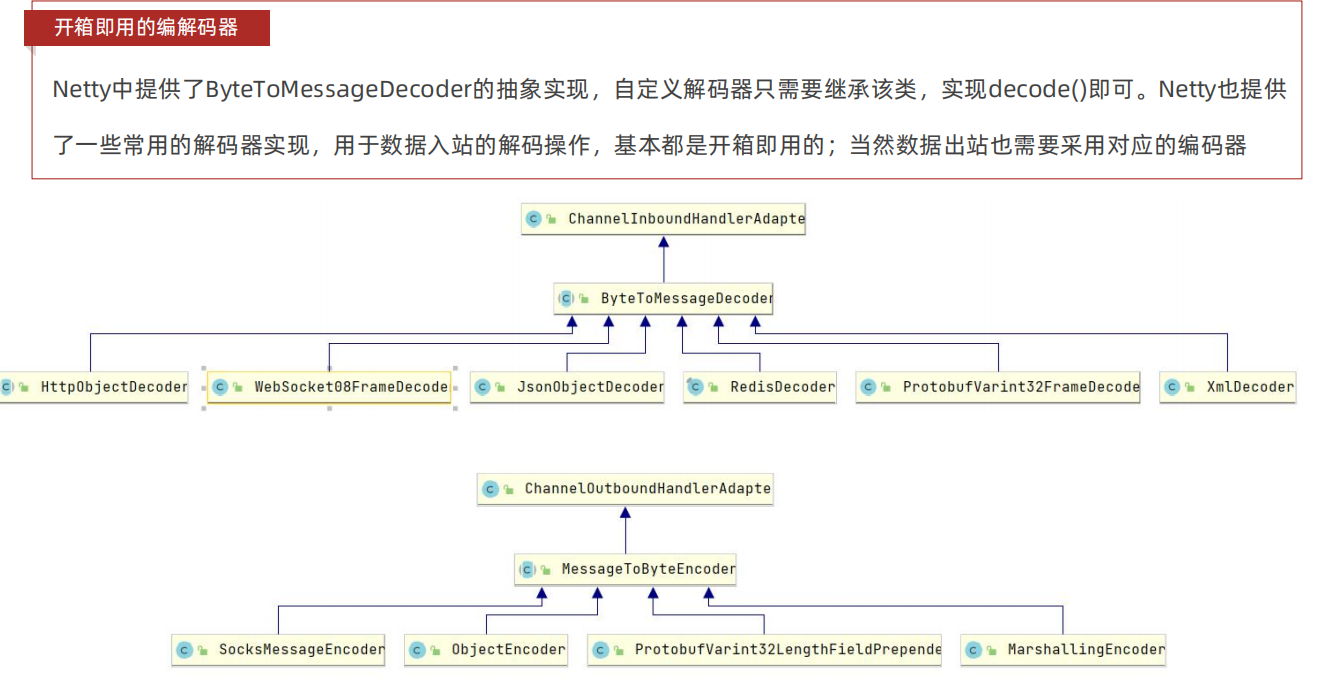 开箱即用的编解码器
Netty中提供了ByteToMessageDecoder的抽象实现，自定义解码器只需要继承该类，实现decode()即可。Netty也提供
了一些常用的解码器实现，用于数据入站的解码操作，基本都是开箱即用的；当然数据出站也需要采用对应的编码器
C ChannelInboundHandlerAdapte
C ByteToMessageDecoder
C HttpObjectDecoder
C WebSocket08FrameDecode
C JsonObjectDecoder
C RedisDecoder
C ProtobufVarint32FrameDecode
C XmlDecoder
C ChannelOutboundHandlerAdapte
C MessageToByteEncoder
C SocksMessageEncoder
C ObjectEncoder
C ProtobufVarint32LengthFieldPrepende
C MarshallingEncoder